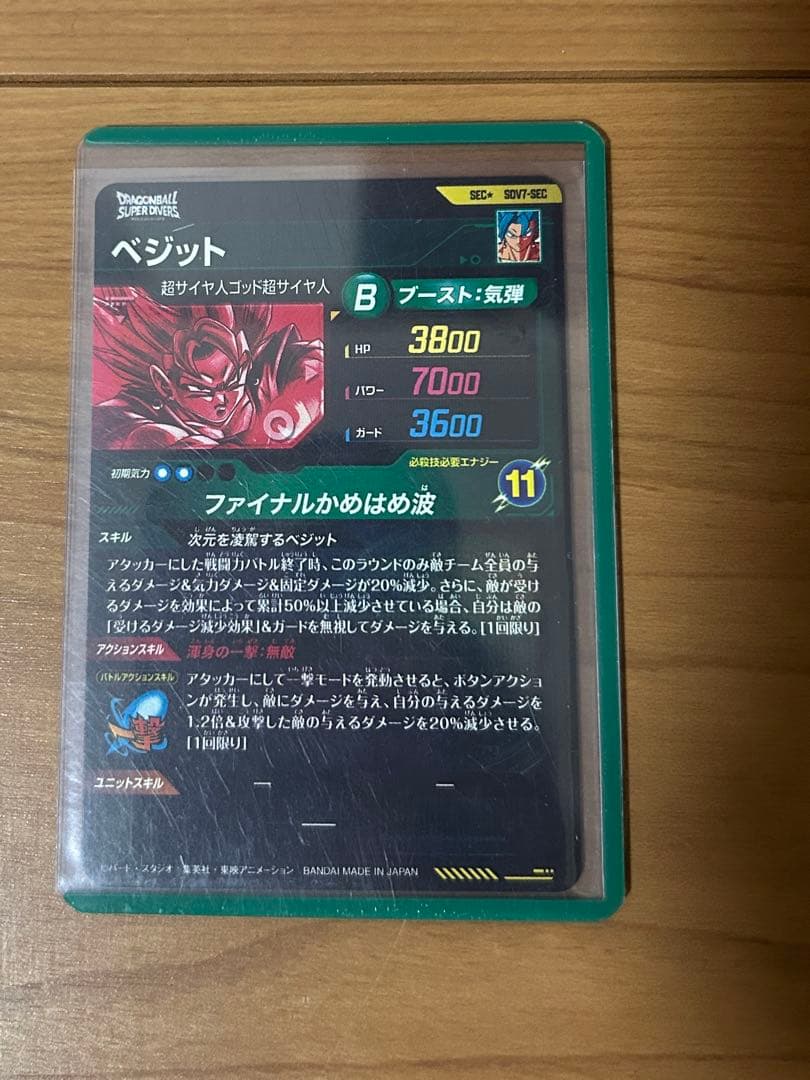 DRAGONBALL
SUPER DIVERS
SEC★ SDV7-SEC
ベジット
超サイヤ人ゴッド超サイヤ人
B ブースト:気弾
HP 3800
パワー 7000
ガード 3600
初期気力
必殺技必要エナジー
11
ファイナルかめはめ波
スキル 次元を凌駕するベジット
アタッカーにした戦闘力バトル終了時、このラウンドのみ敵チーム全員の与
えるダメージ&気力ダメージ&固定ダメージが20%減少。さらに、敵が受け
るダメージを効果によって累計50%以上減少させている場合、自分は敵の
「受けるダメージ減少効果」&ガードを無視してダメージを与える。[1回限り]
アクションスキル 渾身の一撃:無敵
バトルアクションスキル
撃
アタッカーにして一撃モードを発動させると、ボタンアクショ
ンが発生し、敵にダメージを与え、自分の与えるダメージを
1.2倍&攻撃した敵の与えるダメージを20%減少させる。
[1回限り]
ユニットスキル
©バード・スタジオ/集英社・東映アニメーション BANDAI MADE IN JAPAN